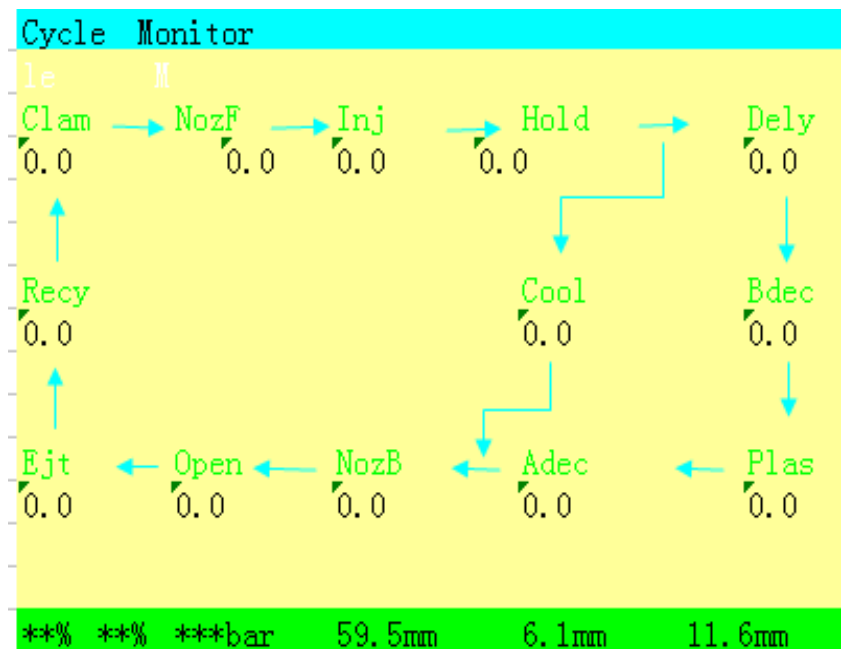 Cycle Monitor
le M
Clam NozF Inj Hold Dely
0.0 0.0 0.0 0.0 0.0
Recy Cool Bdec
0.0 0.0 0.0
Ejt Open NozB Adec Plas
0.0 0.0 0.0 0.0 0.0
**% **% ***bar 59.5mm 6.1mm 11.6mm